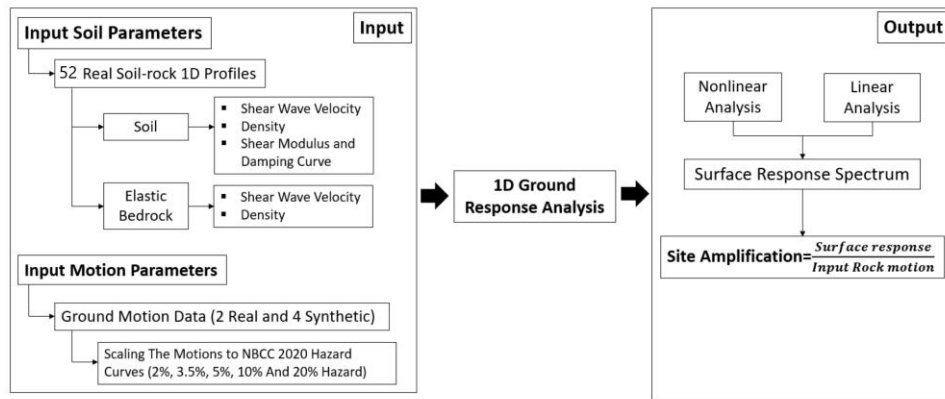 Input Soil Parameters
Input
52 Real Soil-rock 1D Profiles
Soil
▪ Shear Wave Velocity
▪ Density
▪ Shear Modulus and
Damping Curve
Elastic
Bedrock
▪ Shear Wave Velocity
▪ Density
Input Motion Parameters
Ground Motion Data (2 Real and 4 Synthetic)
Scaling The Motions to NBCC 2020 Hazard
Curves (2%, 3.5%, 5%, 10% And 20% Hazard)
1D Ground
Response Analysis
Output
Nonlinear
Analysis
Linear
Analysis
Surface Response Spectrum
Site Amplification=Surface response/Input Rock motion